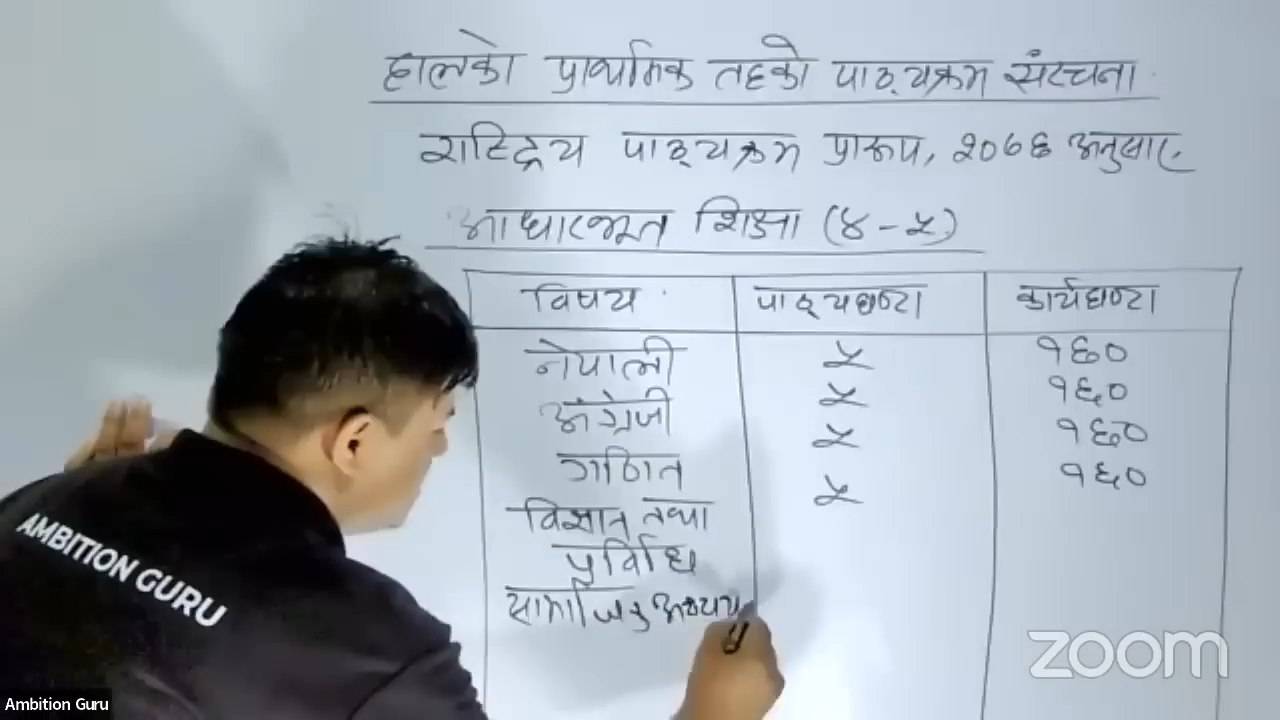 हालको प्राथमिक तहको पाठ्यक्रम संरचना
राष्ट्रिय पाठ्यक्रम प्रारूप, २०७६ अनुसार
आधारभूत शिक्षा (४-५)
विषय पाठ्यघण्टा कार्यघण्टा
नेपाली ५ १६०
अंग्रेजी ५ १६०
गणित ५ १६०
विज्ञान तथा ५ १६०
प्रविधि
सामाजिक अध्यय
AMBITION GURU
zoom
Ambition Guru